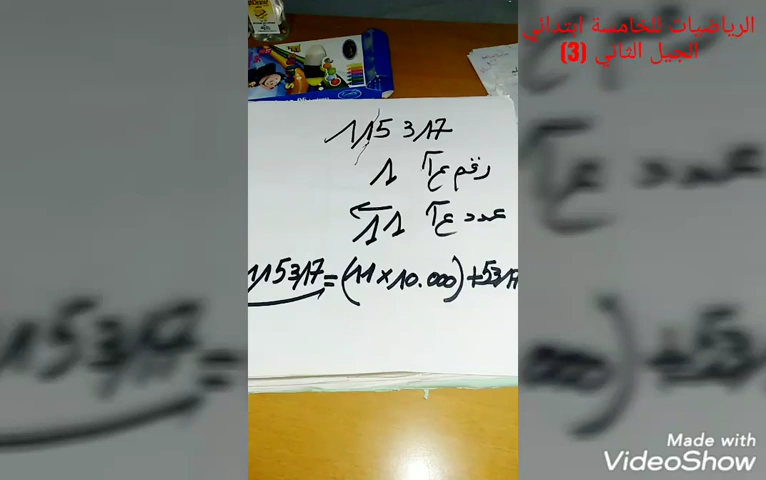 الرياضيات للخامسة ابتدائي
الجيل الثاني (3)
115 317
رقم ع آ 1
عدد ع آ 11
115317=(11×10.000)+5317
Made with
VideoShow